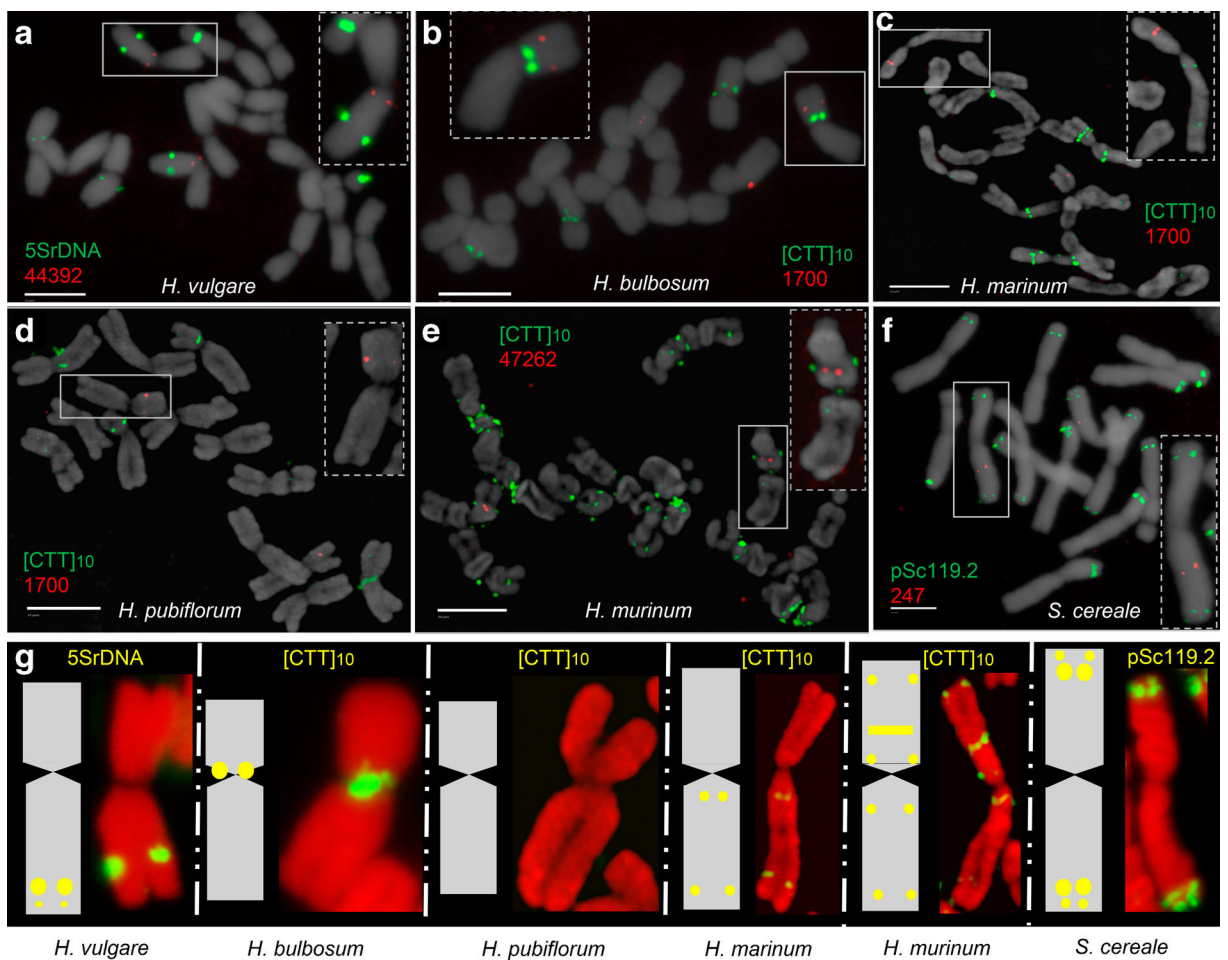 a
5SrDNA
44392
H. vulgare
b
[CTT]10
1700
H. bulbosum
c
[CTT]10
1700
H. marinum
d
[CTT]10
1700
H. pubiflorum
e
[CTT]10
47262
H. murinum
f
pSc119.2
247
S. cereale
g
5SrDNA
[CTT]10
[CTT]10
[CTT]10
[CTT]10
pSc119.2
H. vulgare
H. bulbosum
H. pubiflorum
H. marinum
H. murinum
S. cereale